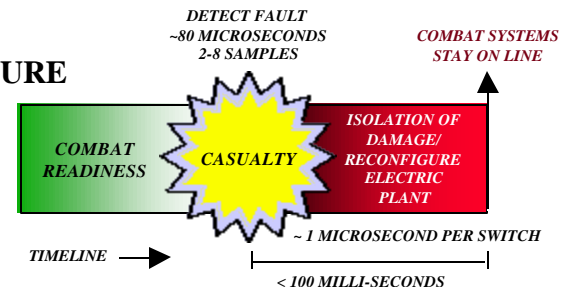 DETECT FAULT
~80 MICROSECONDS
2-8 SAMPLES
COMBAT SYSTEMS
STAY ON LINE
URE
COMBAT
READINESS
CASUALTY
ISOLATION OF
DAMAGE/
RECONFIGURE
ELECTRIC
PLANT
~ 1 MICROSECOND PER SWITCH
TIMELINE
< 100 MILLI-SECONDS